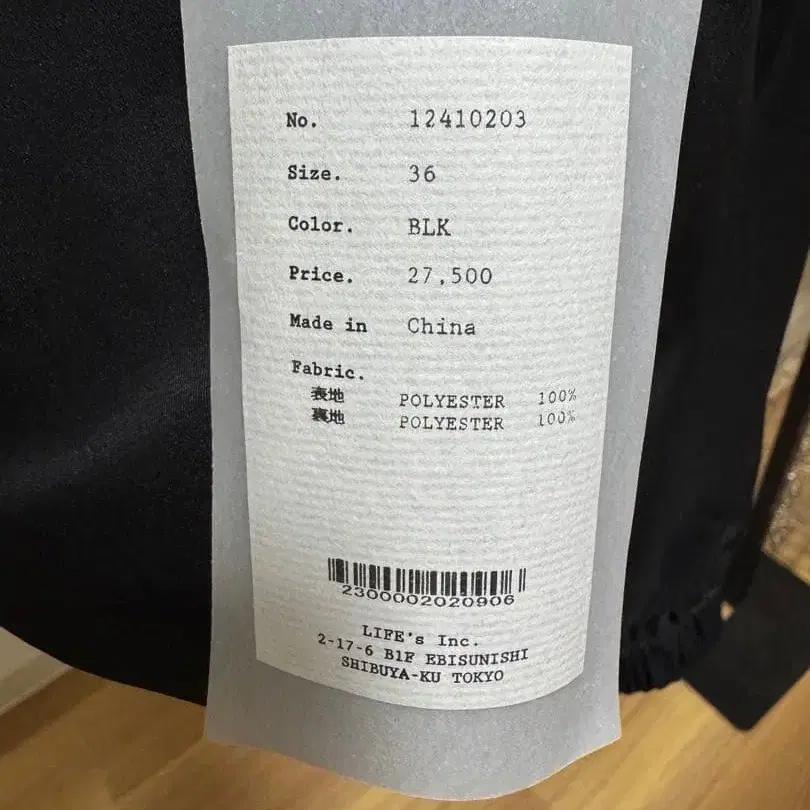 No. 12410203
Size. 36
Color. BLK
Price. 27,500
Made in China
Fabric.
表地 POLYESTER 100%
裏地 POLYESTER 100%
2300002020906
LIFE's Inc.
2-17-6 B1F EBISUNISHI
SHIBUYA-KU TOKYO